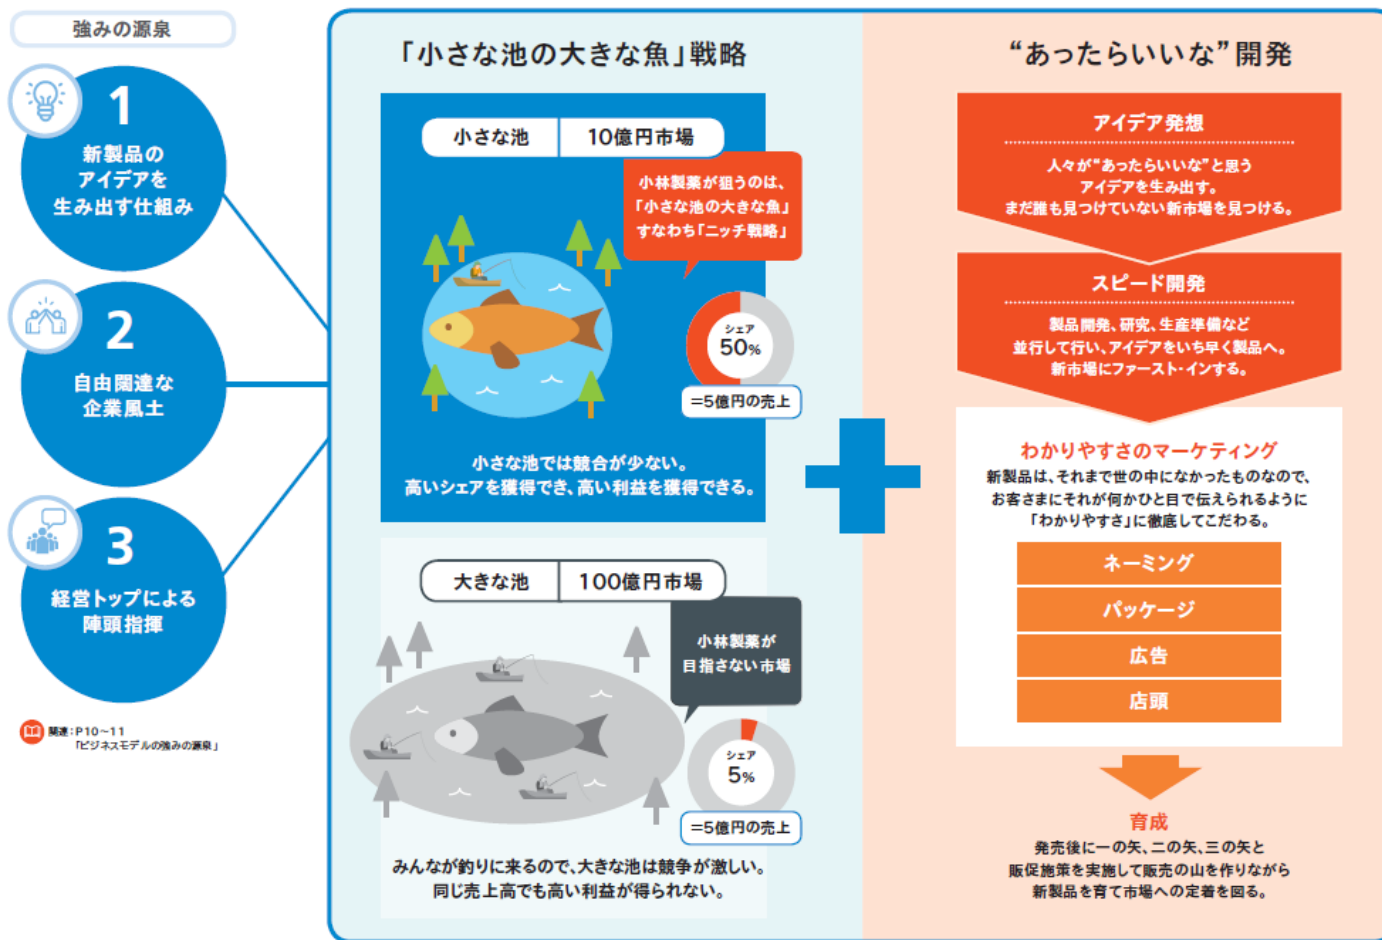 強みの源泉
1
新製品の
アイデアを
生み出す仕組み
2
自由闊達な
企業風土
3
経営トップによる
陣頭指揮
関連：P10～11
「ビジネスモデルの強みの源泉」
「小さな池の大きな魚」戦略
小さな池 10億円市場
小林製薬が狙うのは、
「小さな池の大きな魚」
すなわち「ニッチ戦略」
シェア
50%
＝5億円の売上
小さな池では競合が少ない。
高いシェアを獲得でき、高い利益を獲得できる。
大きな池 100億円市場
小林製薬が
目指さない市場
シェア
5%
＝5億円の売上
みんなが釣りに来るので、大きな池は競争が激しい。
同じ売上高でも高い利益が得られない。
“あったらいいな”開発
アイデア発想
人々が“あったらいいな”と思う
アイデアを生み出す。
まだ誰も見つけていない新市場を見つける。
スピード開発
製品開発、研究、生産準備など
並行して行い、アイデアをいち早く製品へ。
新市場にファースト・インする。
わかりやすさのマーケティング
新製品は、それまで世の中になかったものなので、
お客さまにそれが何かひと目で伝えられるように
「わかりやすさ」に徹底してこだわる。
ネーミング
パッケージ
広告
店頭
育成
発売後に一の矢、二の矢、三の矢と
販促施策を実施して販売の山を作りながら
新製品を育て市場への定着を図る。